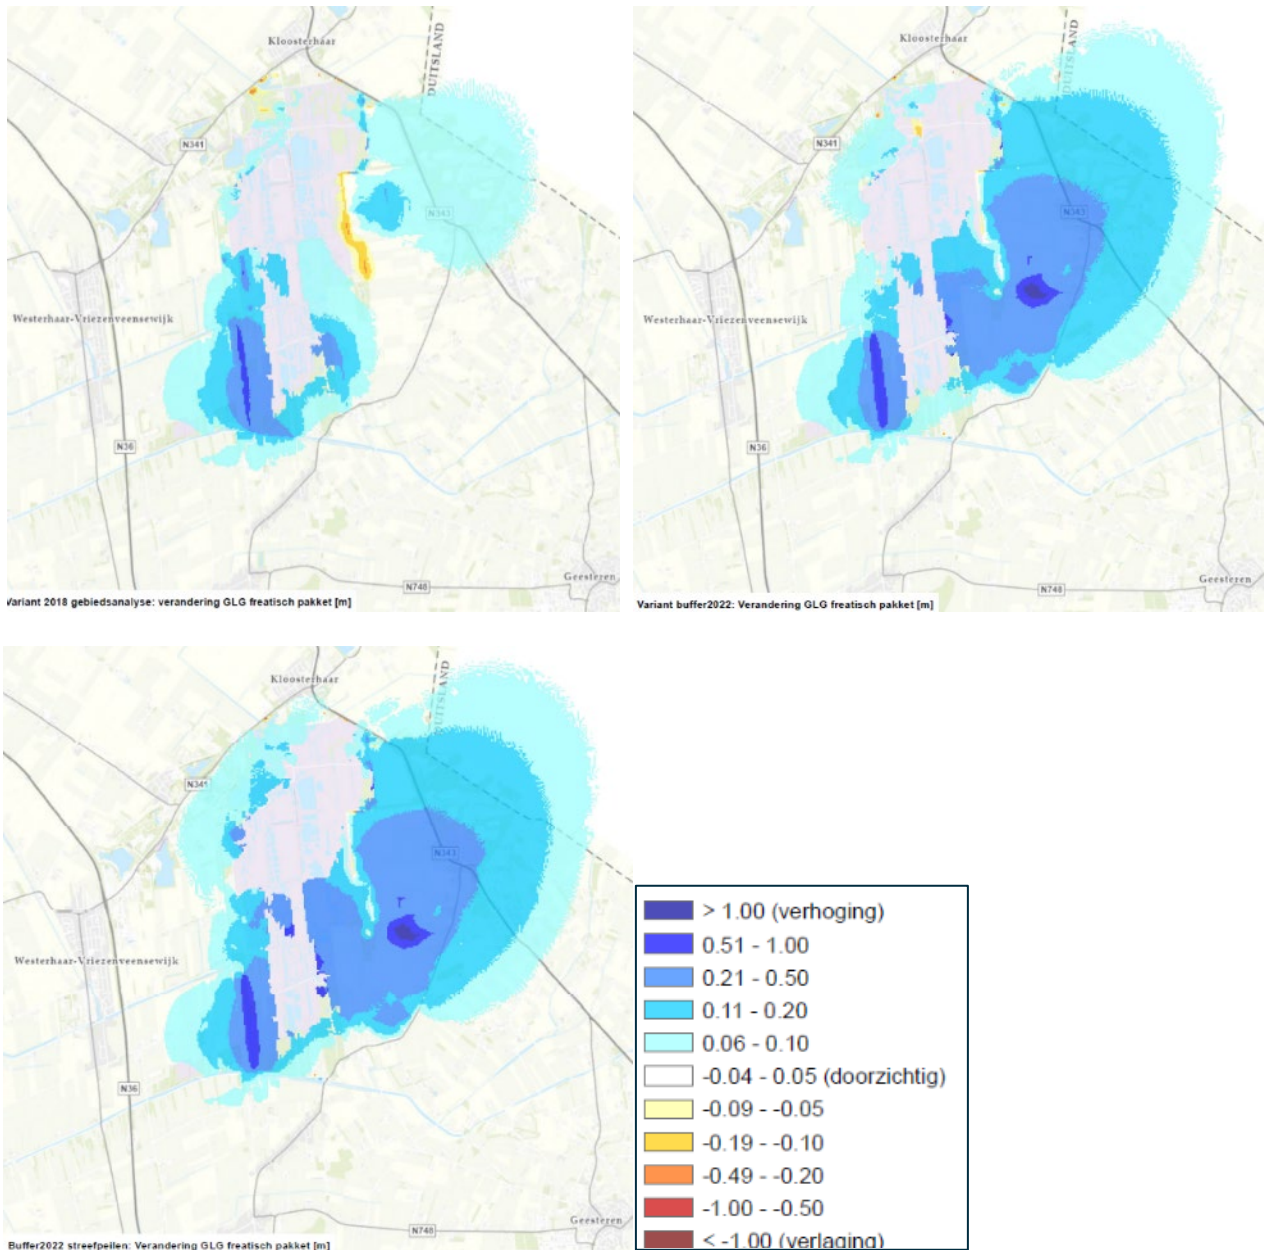 Kloosterhaar
DUITSLAND
N341
N343
Westerhaar-Vriezenveensewijk
N36
Geesteren
N748
Variant 2018 gebiedsanalyse: verandering GLG freatisch pakket [m]
Kloosterhaar
DUITSLAND
N341
N343
Westerhaar-Vriezenveensewijk
N36
Geesteren
N748
Variant buffer2022: Verandering GLG freatisch pakket [m]
Kloosterhaar
DUITSLAND
N341
N343
Westerhaar-Vriezenveensewijk
N36
Geesteren
N748
Buffer2022 streefpeilen: Verandering GLG freatisch pakket [m]
> 1.00 (verhoging)
0.51 - 1.00
0.21 - 0.50
0.11 - 0.20
0.06 - 0.10
-0.04 - 0.05 (doorzichtig)
-0.09 - -0.05
-0.19 - -0.10
-0.49 - -0.20
-1.00 - -0.50
< -1.00 (verlaging)